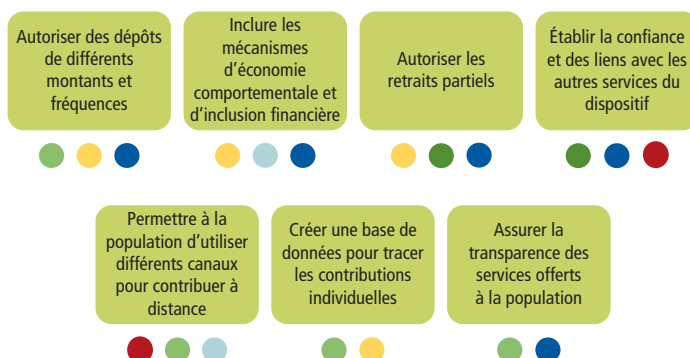 Autoriser des dépôts
de différents
montants et
fréquences
Inclure les
mécanismes
d'économie
comportementale et
d'inclusion financière
Autoriser les
retraits partiels
Établir la confiance
et des liens avec les
autres services du
dispositif
Permettre à la
population d'utiliser
différents canaux
pour contribuer à
distance
Créer une base de
données pour tracer
les contributions
individuelles
Assurer la
transparence des
services offerts
à la population